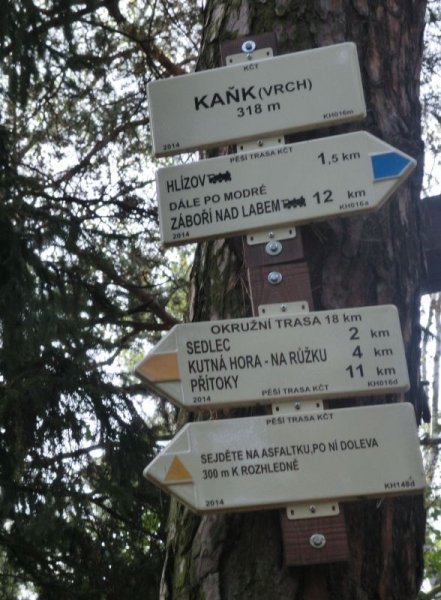 KČT
KAŇK(VRCH)
318 m
2014 KH016m
PĚŠÍ TRASA KČT
HLÍZOV 1,5 km
DÁLE PO MODRÉ
ZÁBOŘÍ NAD LABEM 12 km
2014 KH016a
OKRUŽNÍ TRASA 18 km
SEDLEC 2 km
KUTNÁ HORA - NA RŮŽKU 4 km
PŘÍTOKY 11 km
2014 PĚŠÍ TRASA KČT KH016d
PĚŠÍ TRASA KČT
SEJDĚTE NA ASFALTKU,PO NÍ DOLEVA
300 m K ROZHLEDNĚ
2014 KH148d